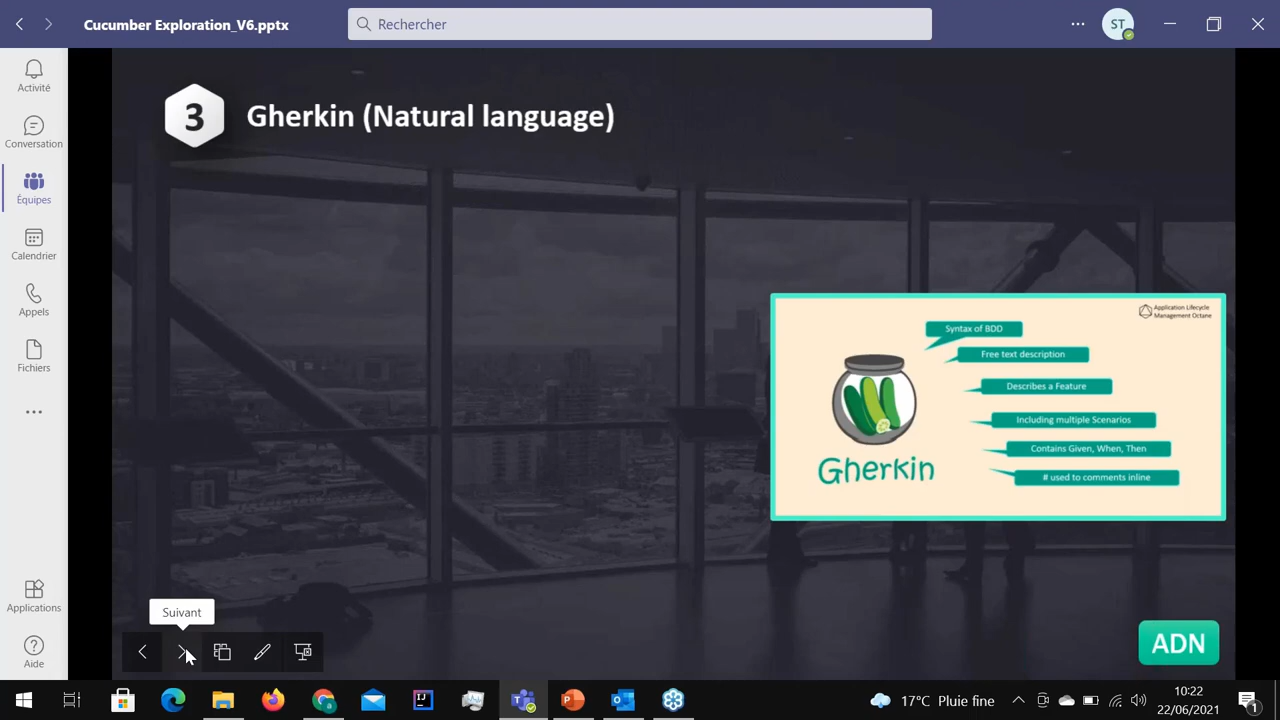 Cucumber Exploration_V6.pptx
Rechercher
ST
Activité
Conversation
Équipes
Calendrier
Appels
Fichiers
Applications
Aide
3
Gherkin (Natural language)
Application Lifecycle
Management Octane
Syntax of BDD
Free text description
Describes a Feature
Including multiple Scenarios
Contains Given, When, Then
# used to comments inline
Gherkin
ADN
Suivant
17°C Pluie fine
10:22
22/06/2021
1